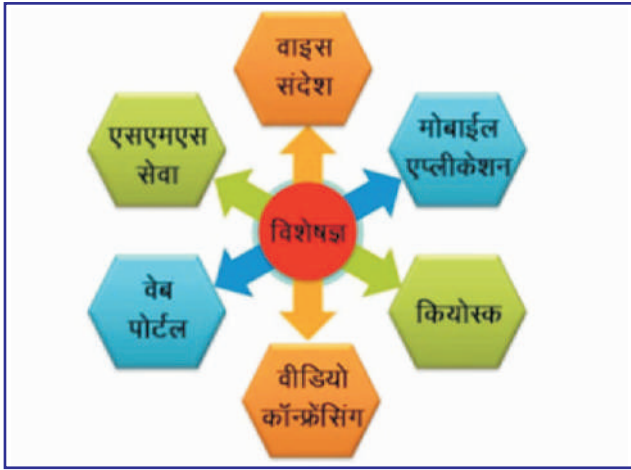 वाइस
संदेश
एसएमएस
सेवा
मोबाईल
एप्लीकेशन
विशेषज्ञ
वेब
पोर्टल
कियोस्क
वीडियो
कॉन्फ्रेंसिंग